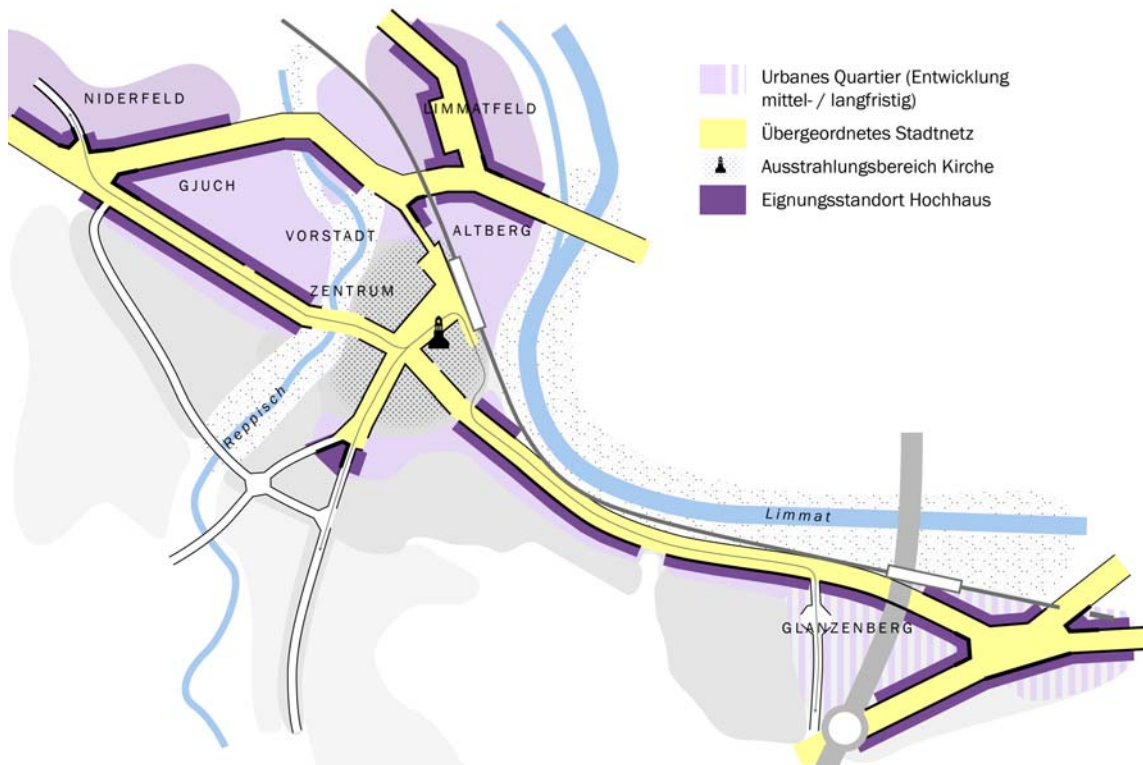 NIDERFELD
LIMMATFELD
GJUCH
VORSTADT
ALTBERG
ZENTRUM
Reppisch
Limmat
GLANZENBERG
Urbanes Quartier (Entwicklung
mittel- / langfristig)
Übergeordnetes Stadtnetz
Ausstrahlungsbereich Kirche
Eignungsstandort Hochhaus